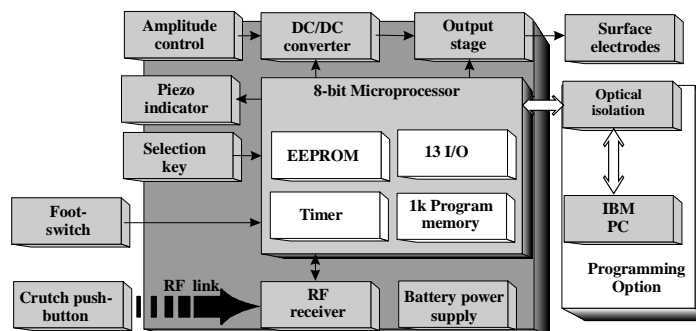 Amplitude
control
DC/DC
converter
Output
stage
Surface
electrodes
Piezo
indicator
8-bit Microprocessor
Optical
isolation
Selection
key
EEPROM
13 I/O
Foot-
switch
Timer
1k Program
memory
IBM
PC
Programming
Option
Crutch push-
button
RF link
RF
receiver
Battery power
supply